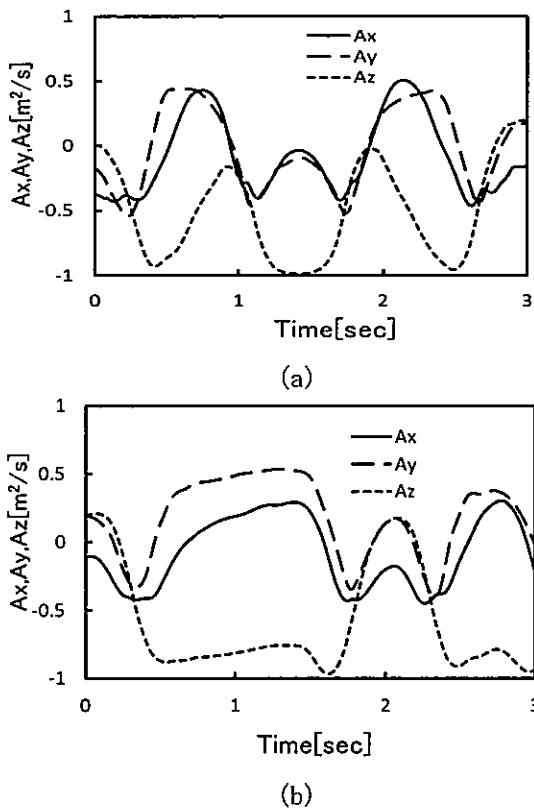 1
0.5
0
-0.5
-1
Ax,Ay,Az[m²/s]
Ax
Ay
Az
0 1 2 3
Time[sec]
(a)
1
0.5
0
-0.5
-1
Ax,Ay,Az[m²/s]
Ax
Ay
Az
0 1 2 3
Time[sec]
(b)